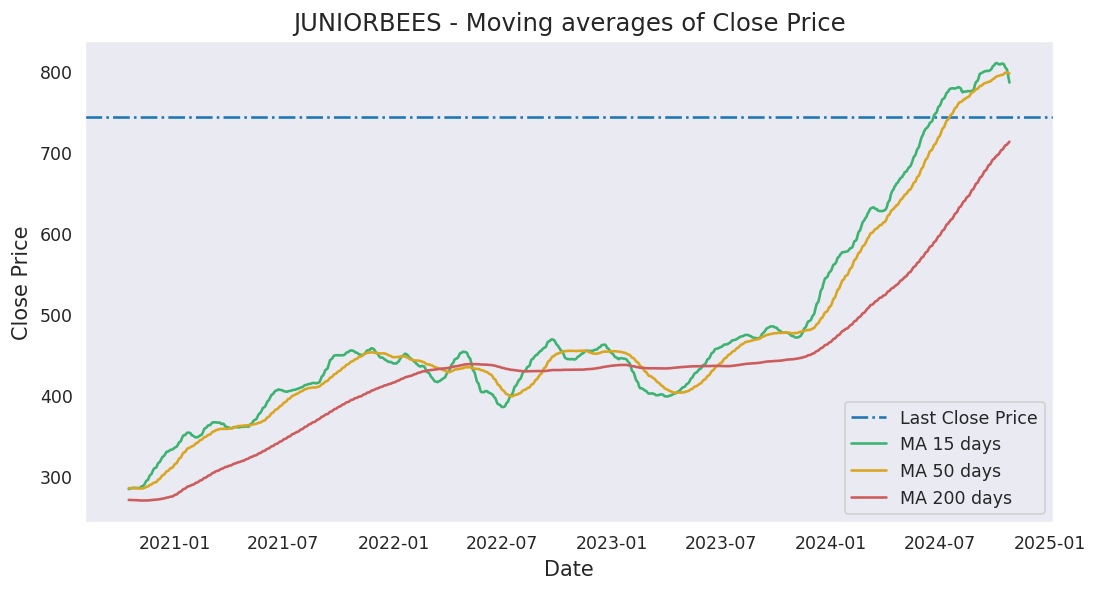 JUNIORBEES - Moving averages of Close Price
800
700
600
500
400
300
Close Price
2021-01 2021-07 2022-01 2022-07 2023-01 2023-07 2024-01 2024-07 2025-01
Date
Last Close Price
MA 15 days
MA 50 days
MA 200 days